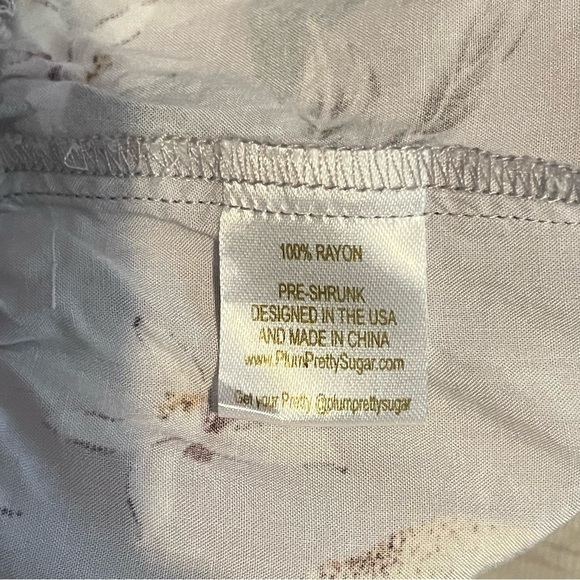 100% RAYON
PRE-SHRUNK
DESIGNED IN THE USA
AND MADE IN CHINA
www.PlumPrettySugar.com
Get your Pretty @plumprettysugar